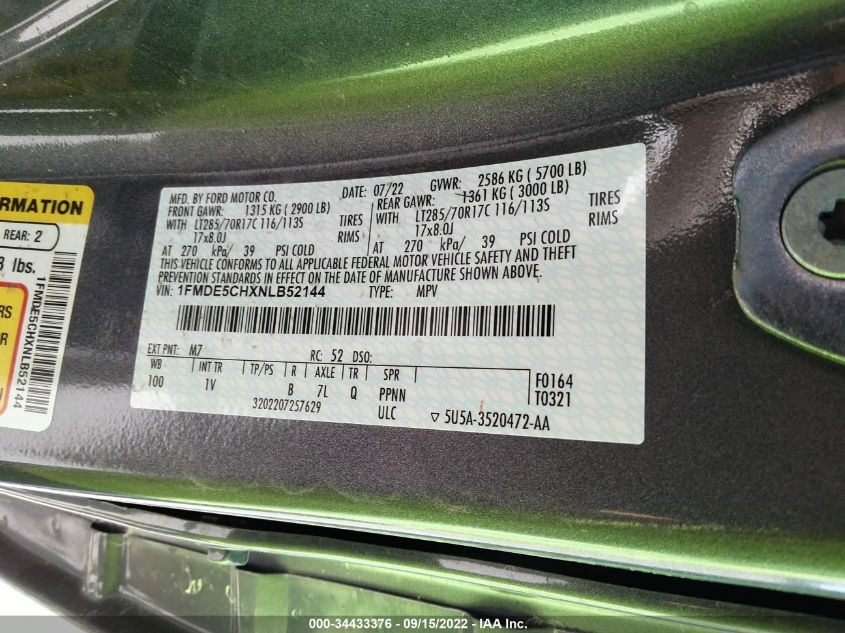 RMATION
REAR: 2
lbs.
RS
R
OR
1FMDE5CHXNLB52144
MFD. BY FORD MOTOR CO.
DATE: 07/22 GVWR: 2586 KG ( 5700 LB)
FRONT GAWR: 1315 KG ( 2900 LB)
REAR GAWR: 1361 KG ( 3000 LB)
WITH LT285/70R17C 116/113S TIRES
WITH LT285/70R17C 116/113S TIRES
17x8.0J RIMS
17x8.0J RIMS
AT 270 kPa/ 39 PSI COLD
AT 270 kPa/ 39 PSI COLD
THIS VEHICLE CONFORMS TO ALL APPLICABLE FEDERAL MOTOR VEHICLE SAFETY AND THEFT
PREVENTION STANDARDS IN EFFECT ON THE DATE OF MANUFACTURE SHOWN ABOVE.
VIN: 1FMDE5CHXNLB52144 TYPE: MPV
EXT PNT: M7 RC: 52 DSO:
WB INT TR TP/PS R AXLE TR SPR
100 1V B 7L Q PPNN
3202207257629 ULC
F0164
T0321
▽ 5U5A-3520472-AA
000-34433376 - 09/15/2022 - IAA Inc.